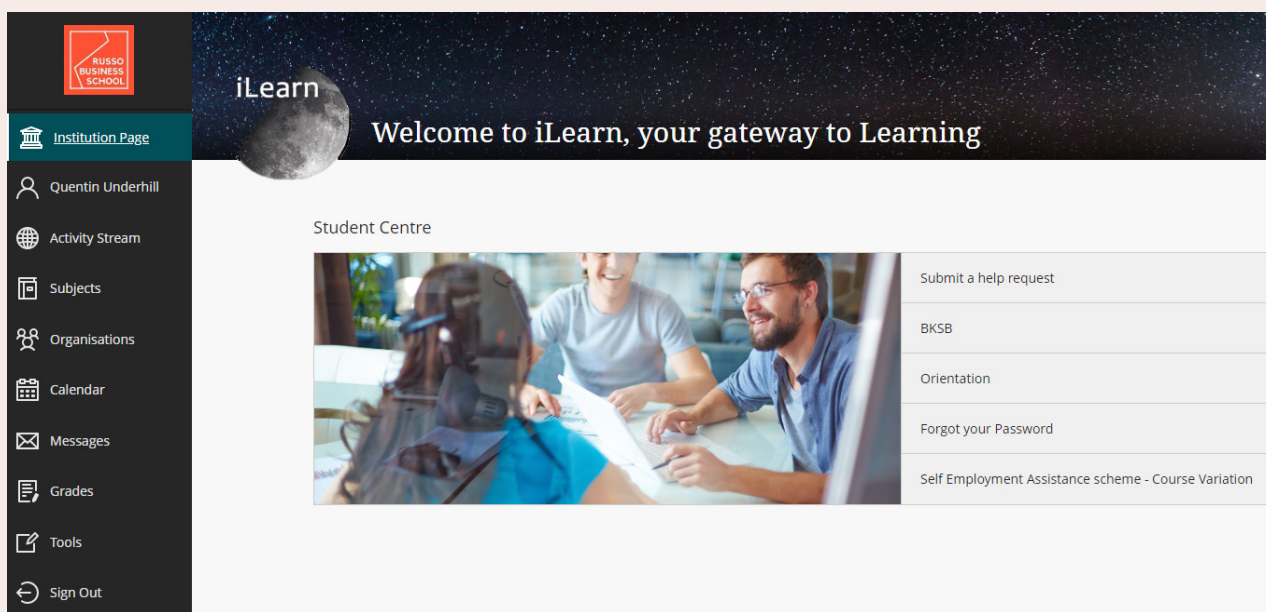 RUSSO
BUSINESS
SCHOOL
Institution Page
Quentin Underhill
Activity Stream
Subjects
Organisations
Calendar
Messages
Grades
Tools
Sign Out
iLearn
Welcome to iLearn, your gateway to Learning
Student Centre
Submit a help request
BKSB
Orientation
Forgot your Password
Self Employment Assistance scheme - Course Variation